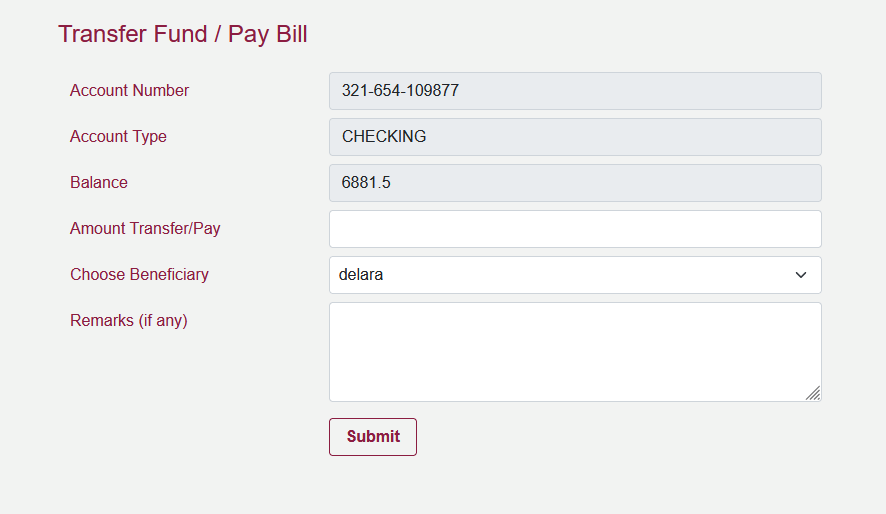 Transfer Fund / Pay Bill
Account Number 321-654-109877
Account Type CHECKING
Balance 6881.5
Amount Transfer/Pay
Choose Beneficiary delara
Remarks (if any)
Submit